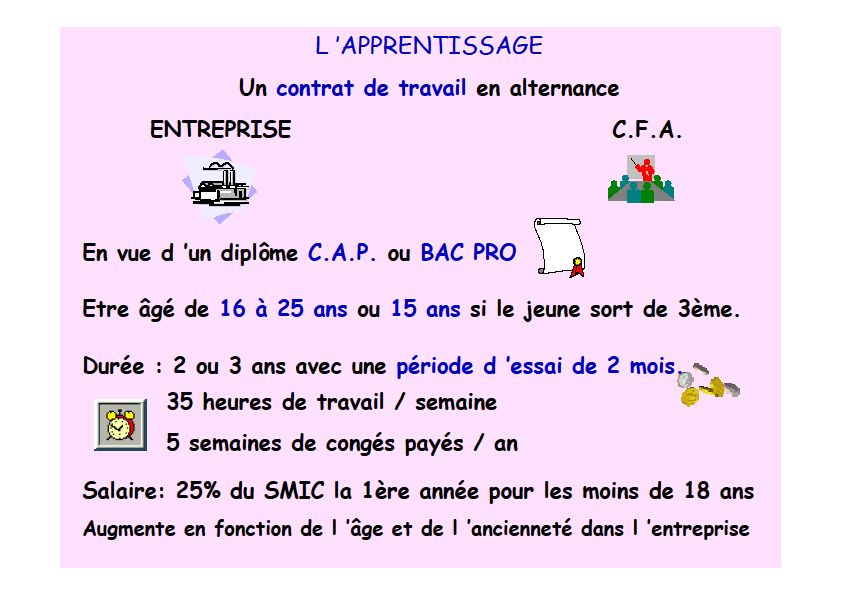 L ’APPRENTISSAGE
Un contrat de travail en alternance
ENTREPRISE C.F.A.
En vue d ’un diplôme C.A.P. ou BAC PRO
Etre âgé de 16 à 25 ans ou 15 ans si le jeune sort de 3ème.
Durée : 2 ou 3 ans avec une période d ’essai de 2 mois.
35 heures de travail / semaine
5 semaines de congés payés / an
Salaire: 25% du SMIC la 1ère année pour les moins de 18 ans
Augmente en fonction de l ’âge et de l ’ancienneté dans l ’entreprise